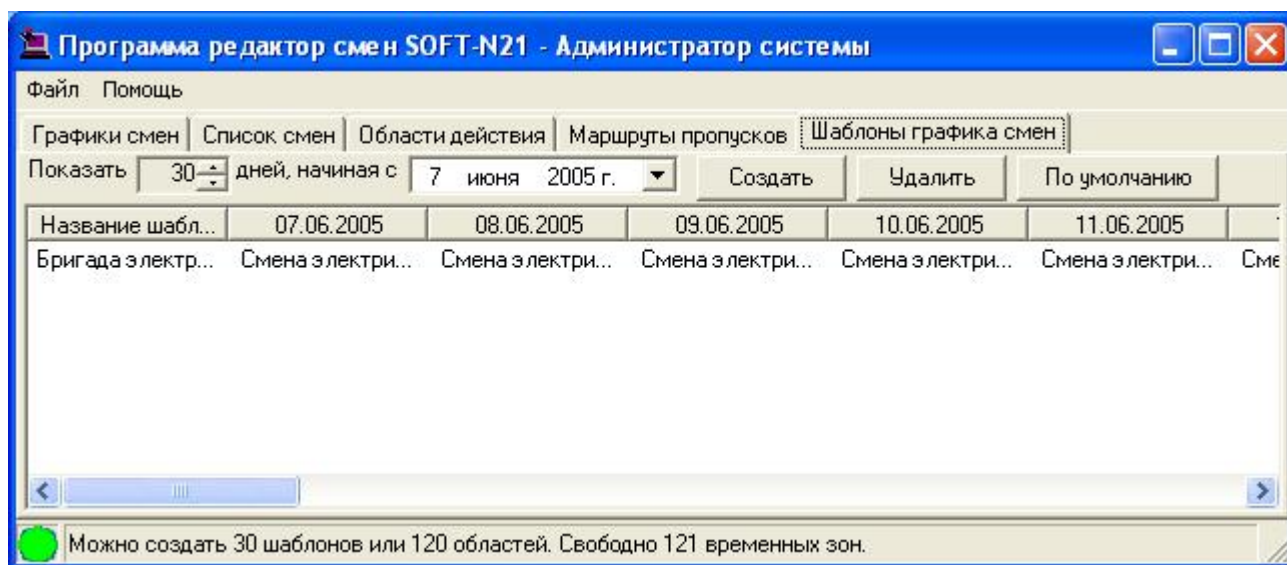 Программа редактор смен SOFT-N21 - Администратор системы
Файл Помощь
Графики смен Список смен Области действия Маршруты пропусков Шаблоны графика смен
Показать 30 дней, начиная с 7 июня 2005 г. Создать Удалить По умолчанию
Название шабл... 07.06.2005 08.06.2005 09.06.2005 10.06.2005 11.06.2005
Бригада электр... Смена электри... Смена электри... Смена электри... Смена электри... Смена электри... Сме
Можно создать 30 шаблонов или 120 областей. Свободно 121 временных зон.